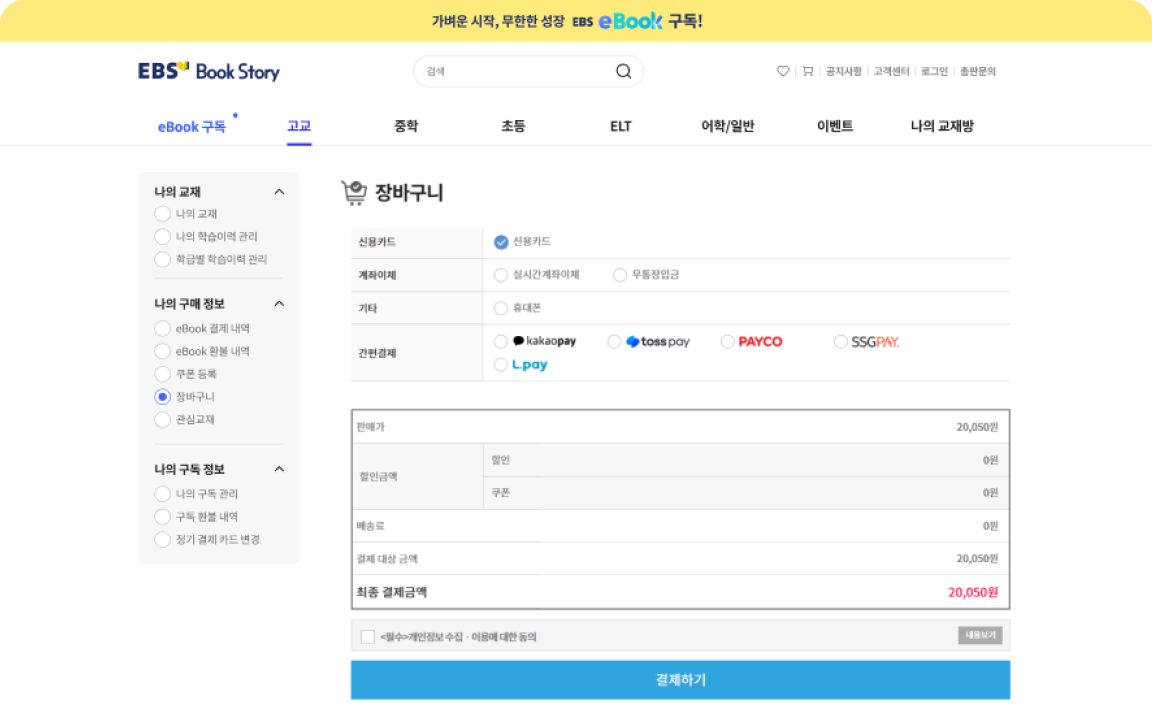 가벼운 시작, 무한한 성장 EBS eBook 구독!
EBS Book Story
검색
공지사항 고객센터 로그인 총판문의
eBook 구독 고교 중학 초등 ELT 어학/일반 이벤트 나의 교재방
나의 교재
나의 교재
나의 학습이력 관리
학급별 학습이력 관리
나의 구매 정보
eBook 결제 내역
eBook 환불 내역
쿠폰 등록
장바구니
관심교재
나의 구독 정보
나의 구독 관리
구독 환불 내역
정기 결제 카드 변경
장바구니
신용카드 신용카드
계좌이체 실시간계좌이체 무통장입금
기타 휴대폰
간편결제 kakaopay toss pay PAYCO SSGPAY.
L.pay
판매가 20,050원
할인금액 할인 0원
쿠폰 0원
배송료 0원
결제 대상 금액 20,050원
최종 결제금액 20,050원
<필수>개인정보 수집 · 이용에 대한 동의 내용보기
결제하기